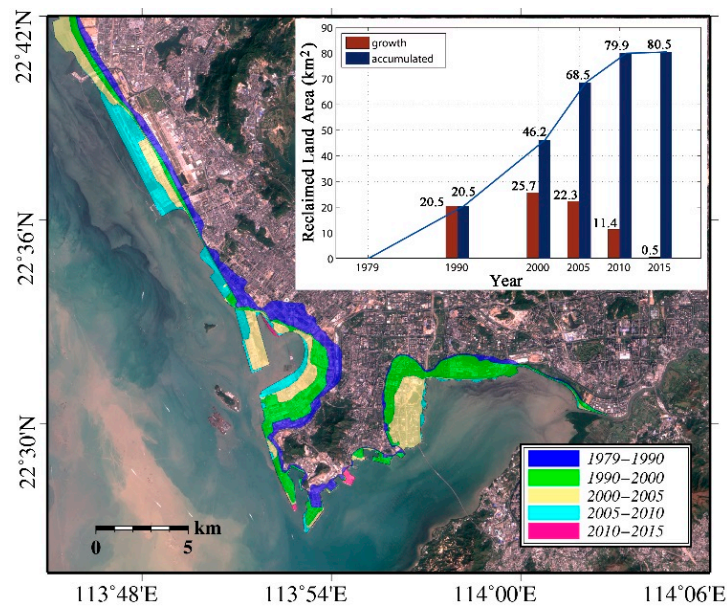 22°42'N
22°36'N
22°30'N
113°48'E
113°54'E
114°00'E
114°06'E
Reclaimed Land Area (km²)
90
80
70
60
50
40
30
20
10
0
growth
accumulated
20.5
20.5
25.7
46.2
22.3
68.5
11.4
79.9
0.5
80.5
1979
1990
2000
2005
2010
2015
Year
1979-1990
1990-2000
2000-2005
2005-2010
2010-2015
km
0
5